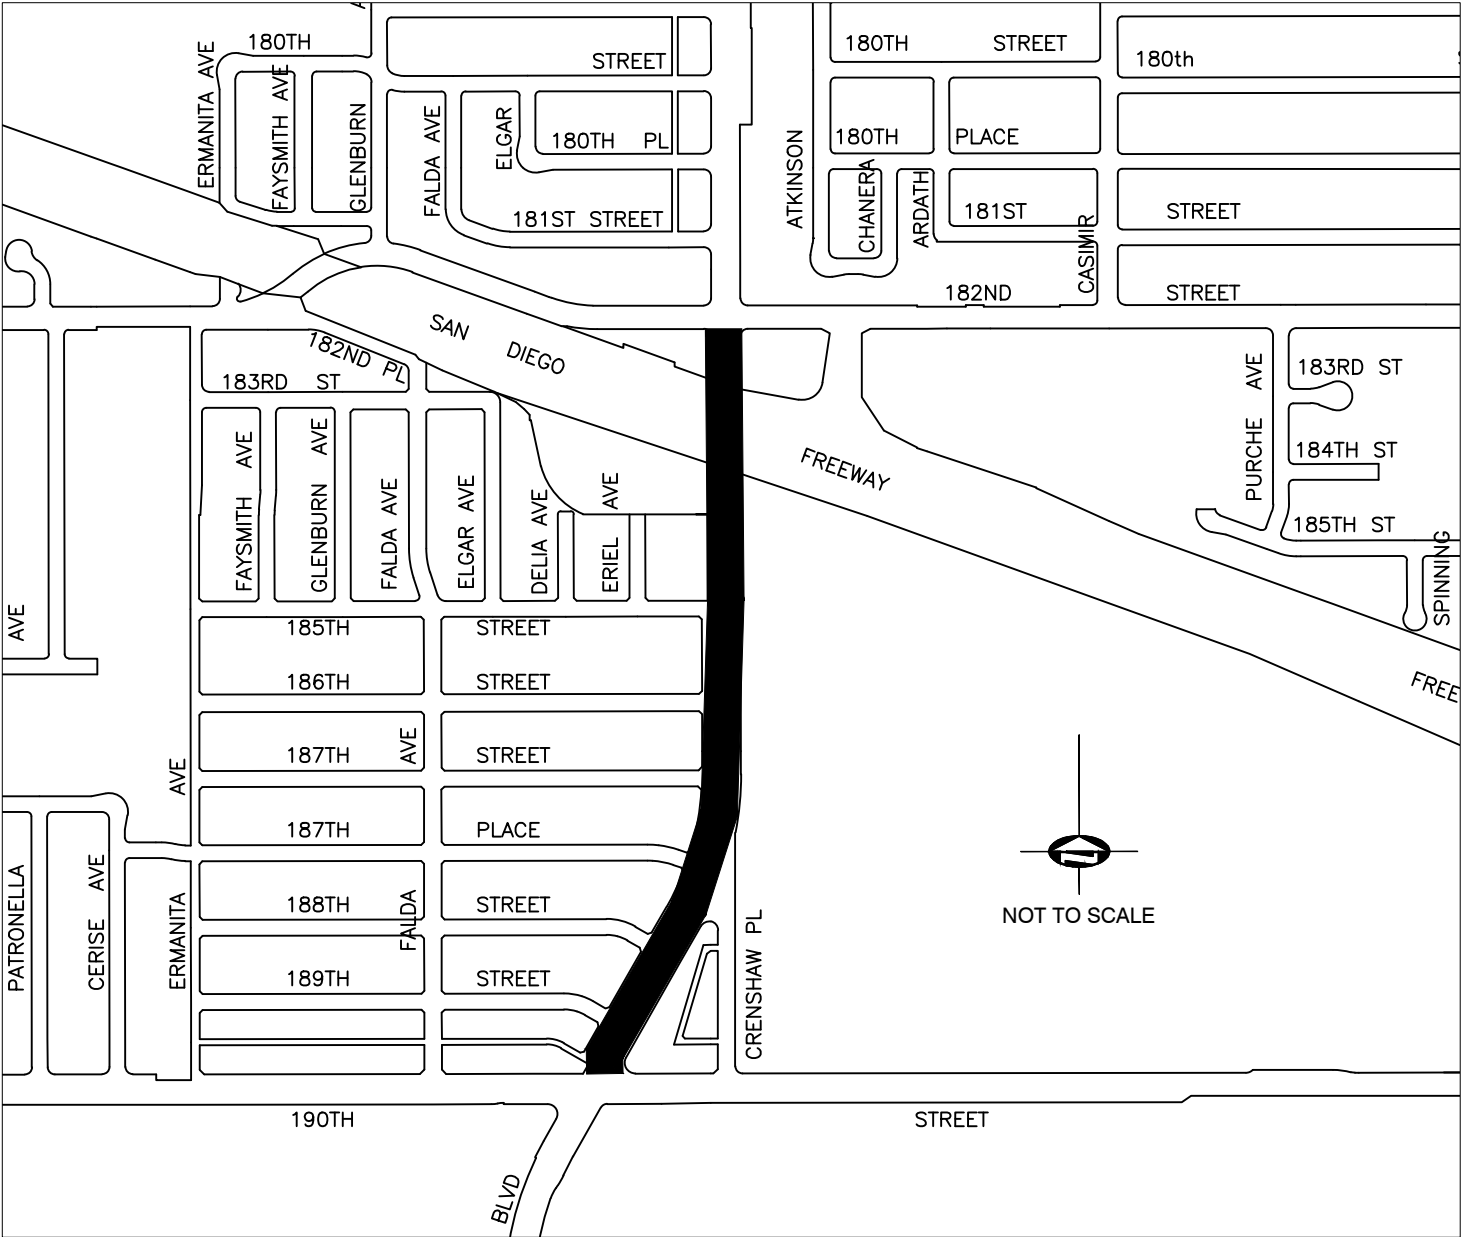 180TH STREET
180TH STREET
180th
ERMANITA AVE
FAYSMITH AVE
GLENBURN
FALDA AVE
ELGAR
180TH PL
181ST STREET
ATKINSON
180TH PLACE
CHANERA
ARDATH
181ST STREET
CASIMIR
182ND STREET
SAN DIEGO FREEWAY
182ND PL
183RD ST
FAYSMITH AVE
GLENBURN AVE
FALDA AVE
ELGAR AVE
DELIA AVE
ERIEL AVE
PURCHE AVE
183RD ST
184TH ST
185TH ST
SPINNING
FREE
AVE
185TH STREET
186TH STREET
187TH STREET
187TH PLACE
188TH STREET
189TH STREET
FALDA AVE
ERMANITA AVE
PATRONELLA
CERISE AVE
CRENSHAW PL
NOT TO SCALE
190TH STREET
BLVD